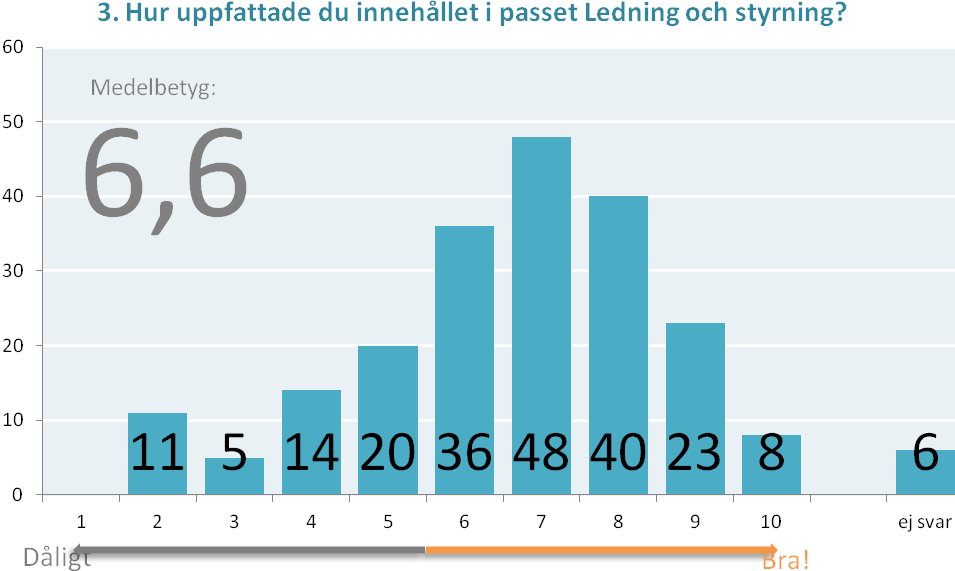 3. Hur uppfattade du innehållet i passet Ledning och styrning?
60
Medelbetyg:
50
6,6
40
30
20
10
0
11 5 14 20 36 48 40 23 8 6
1 2 3 4 5 6 7 8 9 10 ej svar
Dåligt Bra!